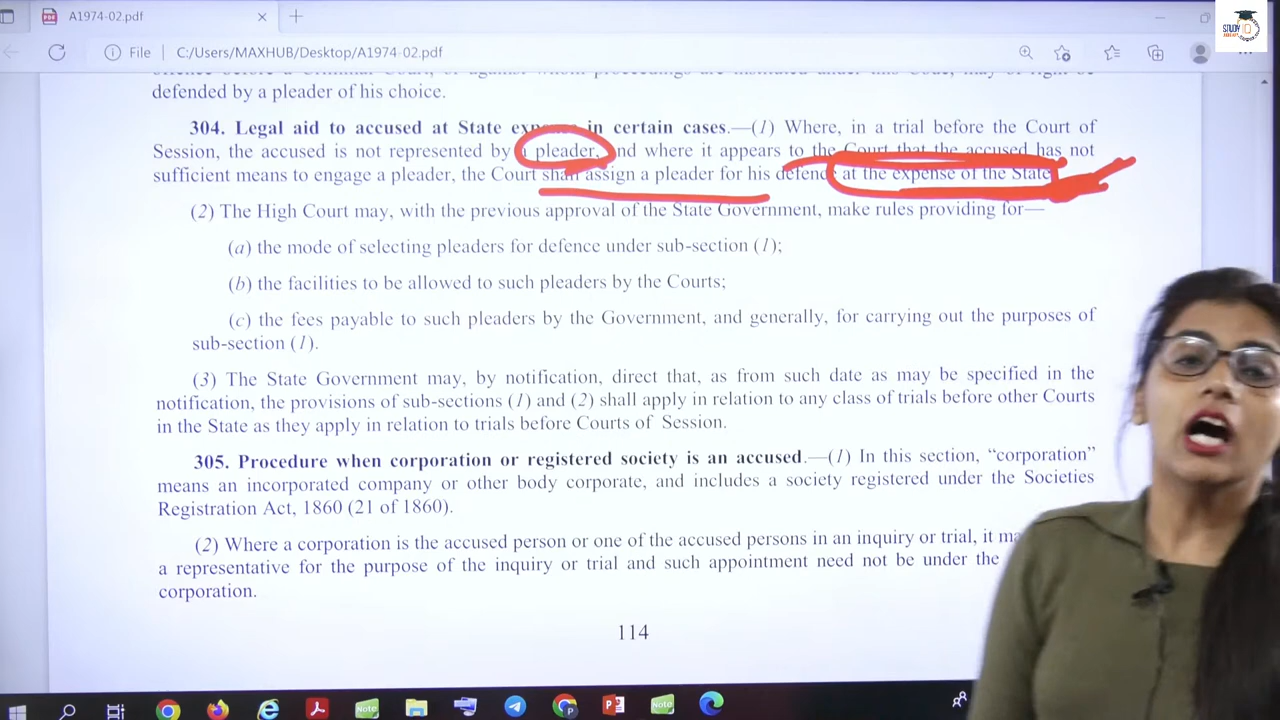 A1974-02.pdf
File
C:/Users/MAXHUB/Desktop/A1974-02.pdf
STUDY IQ
defended by a pleader of his choice.
304. Legal aid to accused at State expense in certain cases.—(1) Where, in a trial before the Court of
Session, the accused is not represented by a pleader, and where it appears to the Court that the accused has not
sufficient means to engage a pleader, the Court shall assign a pleader for his defence at the expense of the State.
(2) The High Court may, with the previous approval of the State Government, make rules providing for—
(a) the mode of selecting pleaders for defence under sub-section (1);
(b) the facilities to be allowed to such pleaders by the Courts;
(c) the fees payable to such pleaders by the Government, and generally, for carrying out the purposes of
sub-section (1).
(3) The State Government may, by notification, direct that, as from such date as may be specified in the
notification, the provisions of sub-sections (1) and (2) shall apply in relation to any class of trials before other Courts
in the State as they apply in relation to trials before Courts of Session.
305. Procedure when corporation or registered society is an accused.—(1) In this section, “corporation”
means an incorporated company or other body corporate, and includes a society registered under the Societies
Registration Act, 1860 (21 of 1860).
(2) Where a corporation is the accused person or one of the accused persons in an inquiry or trial, it
a representative for the purpose of the inquiry or trial and such appointment need not be under the
corporation.
114
Note
Note